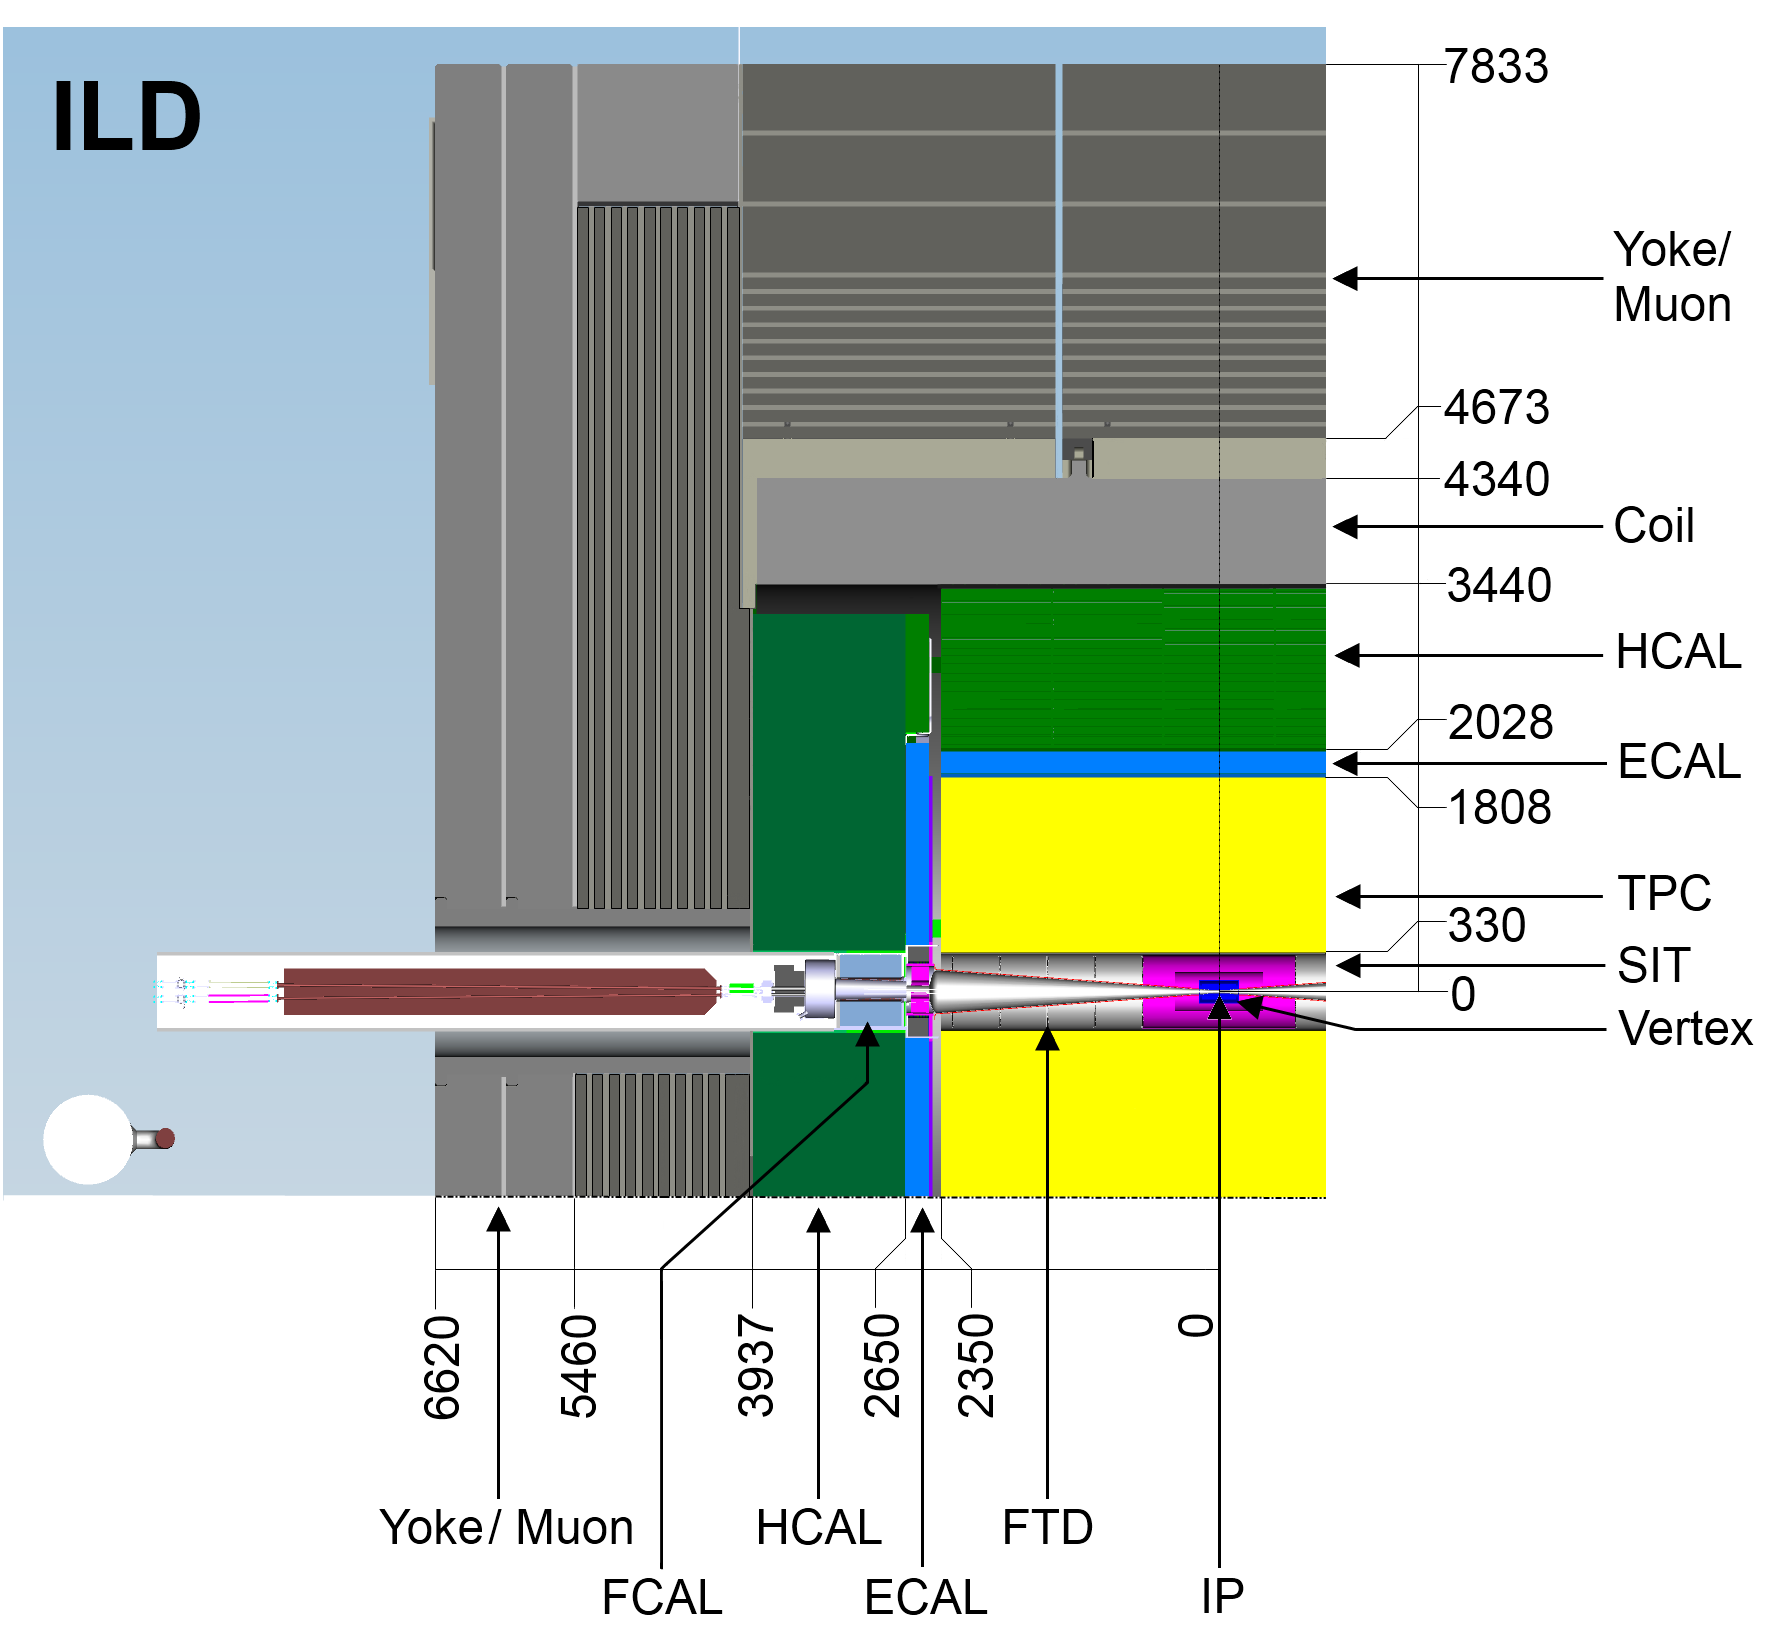 ILD
7833
Yoke/
Muon
4673
4340
Coil
3440
HCAL
2028
ECAL
1808
TPC
330
SIT
0
Vertex
6620
5460
3937
2650
2350
0
Yoke/ Muon
HCAL
FTD
FCAL
ECAL
IP